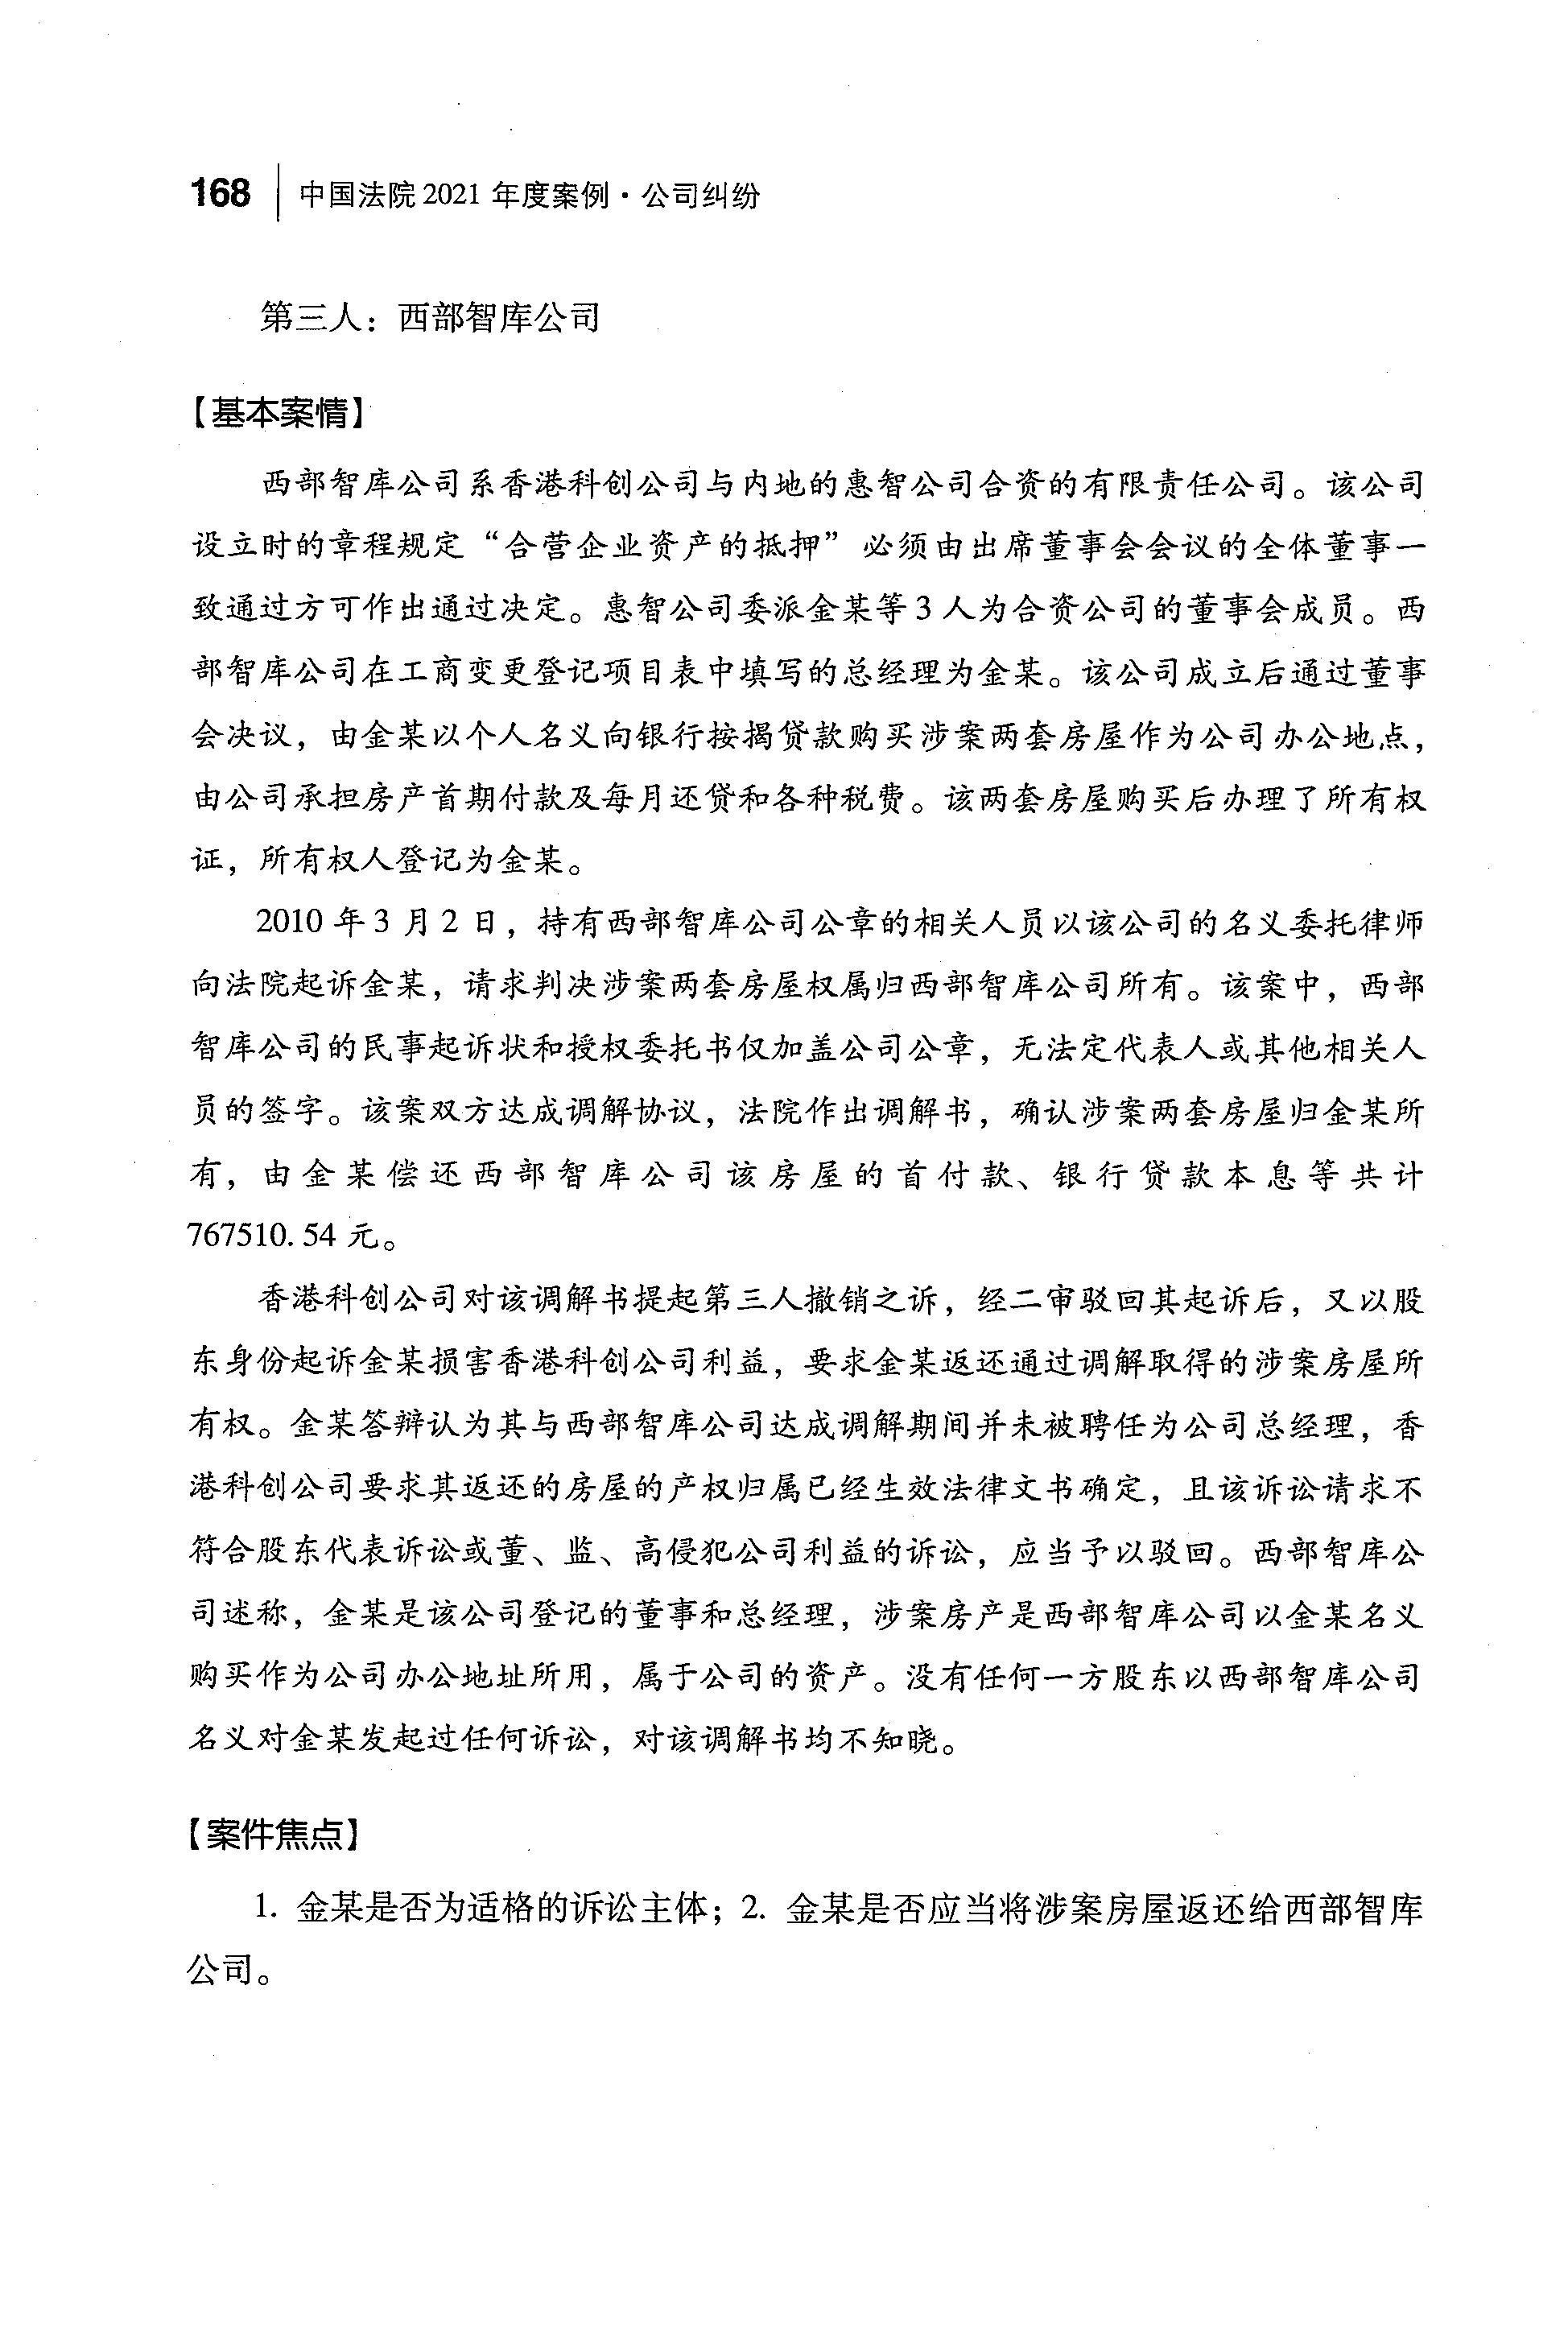 168 中国法院2021年度案例·公司纠纷
第三人：西部智库公司
【基本案情】
西部智库公司系香港科创公司与内地的惠智公司合资的有限责任公司。该公司
设立时的章程规定“合营企业资产的抵押”必须由出席董事会会议的全体董事一
致通过方可作出通过决定。惠智公司委派金某等3人为合资公司的董事会成员。西
部智库公司在工商变更登记项目表中填写的总经理为金某。该公司成立后通过董事
会决议，由金某以个人名义向银行按揭贷款购买涉案两套房屋作为公司办公地点，
由公司承担房产首期付款及每月还贷和各种税费。该两套房屋购买后办理了所有权
证，所有权人登记为金某。
2010年3月2日，持有西部智库公司公章的相关人员以该公司的名义委托律师
向法院起诉金某，请求判决涉案两套房屋权属归西部智库公司所有。该案中，西部
智库公司的民事起诉状和授权委托书仅加盖公司公章，无法定代表人或其他相关人
员的签字。该案双方达成调解协议，法院作出调解书，确认涉案两套房屋归金某所
有，由金某偿还西部智库公司该房屋的首付款、银行贷款本息等共计
767510.54元。
香港科创公司对该调解书提起第三人撤销之诉，经二审驳回其起诉后，又以股
东身份起诉金某损害香港科创公司利益，要求金某返还通过调解取得的涉案房屋所
有权。金某答辩认为其与西部智库公司达成调解期间并未被聘任为公司总经理，香
港科创公司要求其返还的房屋的产权归属已经生效法律文书确定，且该诉讼请求不
符合股东代表诉讼或董、监、高侵犯公司利益的诉讼，应当予以驳回。西部智库公
司述称，金某是该公司登记的董事和总经理，涉案房产是西部智库公司以金某名义
购买作为公司办公地址所用，属于公司的资产。没有任何一方股东以西部智库公司
名义对金某发起过任何诉讼，对该调解书均不知晓。
【案件焦点】
1. 金某是否为适格的诉讼主体；2. 金某是否应当将涉案房屋返还给西部智库
公司。